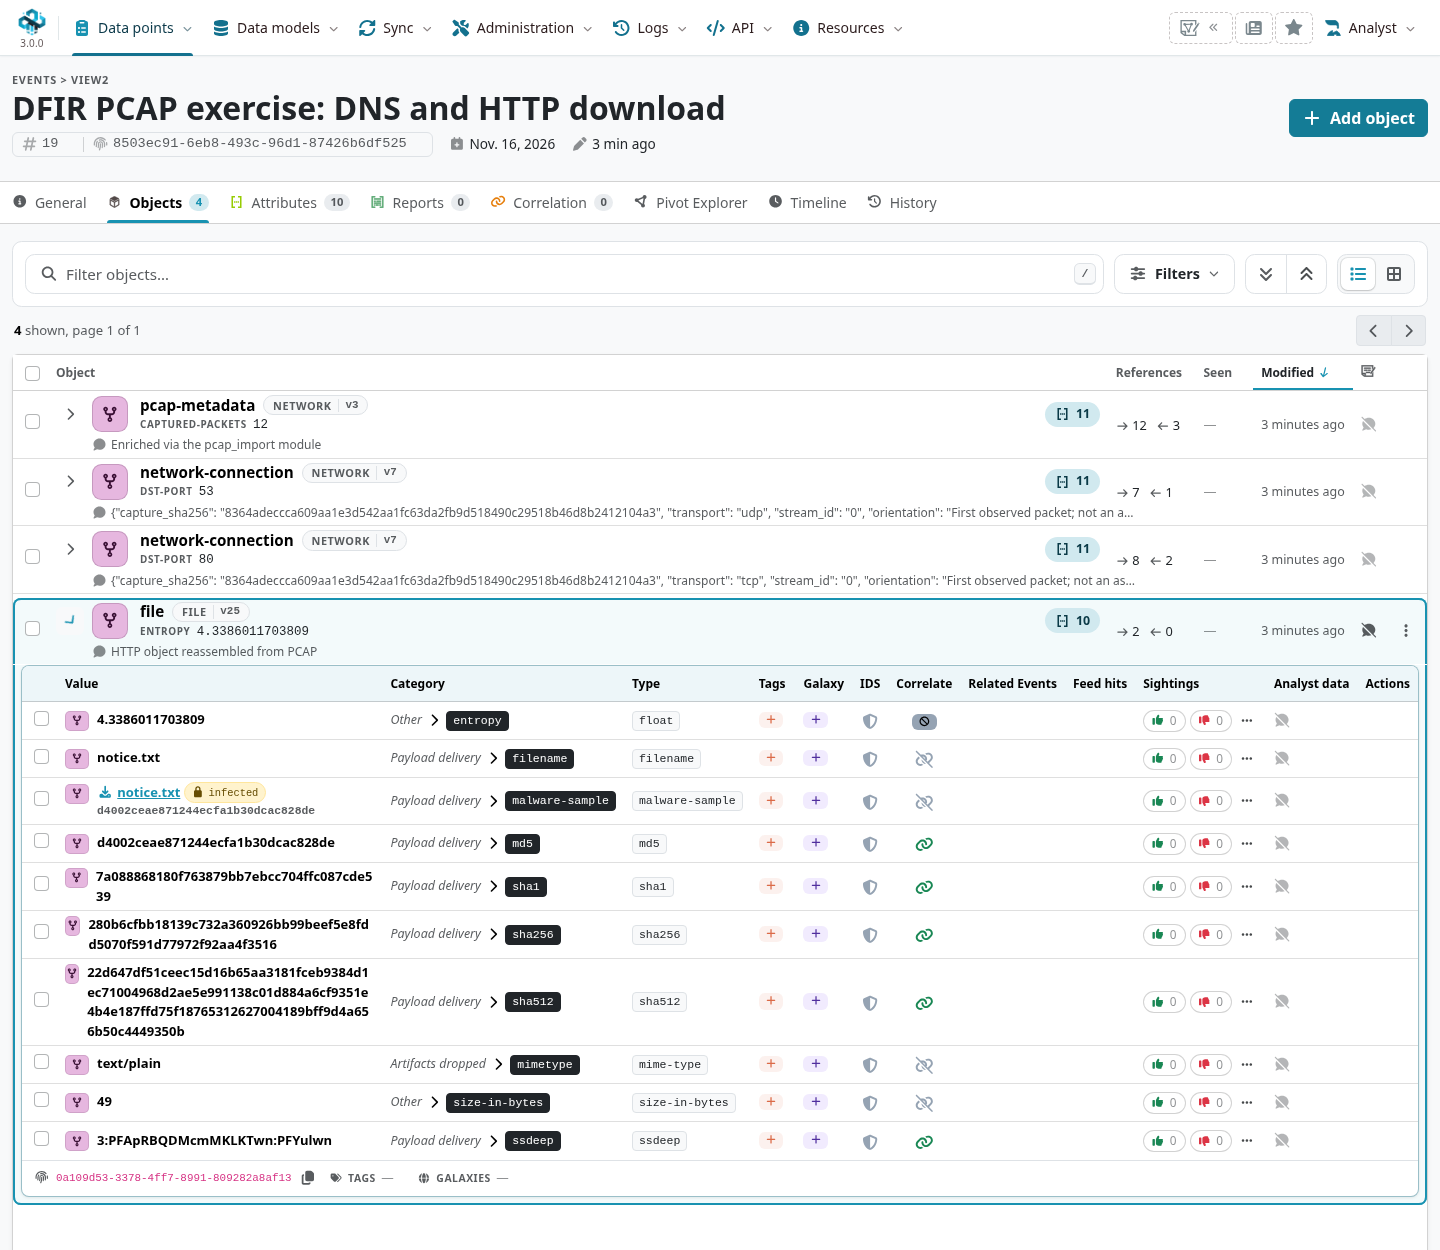 3.0.0
Data points
Data models
Sync
Administration
Logs
API
Resources
Analyst
EVENTS > VIEW2
DFIR PCAP exercise: DNS and HTTP download
Add object
19
8503ec91-6eb8-493c-96d1-87426b6df525
Nov. 16, 2026
3 min ago
General
Objects 4
Attributes 10
Reports 0
Correlation 0
Pivot Explorer
Timeline
History
Filter objects...
/
Filters
4 shown, page 1 of 1
Object References Seen Modified
pcap-metadata NETWORK v3
CAPTURED-PACKETS 12
11
→ 12 ← 3 — 3 minutes ago
Enriched via the pcap_import module
network-connection NETWORK v7
DST-PORT 53
11
→ 7 ← 1 — 3 minutes ago
{"capture_sha256": "8364adeccca609aa1e3d542aa1fc63da2fb9d518490c29518b46d8b2412104a3", "transport": "udp", "stream_id": "0", "orientation": "First observed packet; not an a...
network-connection NETWORK v7
DST-PORT 80
11
→ 8 ← 2 — 3 minutes ago
{"capture_sha256": "8364adeccca609aa1e3d542aa1fc63da2fb9d518490c29518b46d8b2412104a3", "transport": "tcp", "stream_id": "0", "orientation": "First observed packet; not an as...
file FILE v25
ENTROPY 4.3386011703809
10
→ 2 ← 0 — 3 minutes ago
HTTP object reassembled from PCAP
Value Category Type Tags Galaxy IDS Correlate Related Events Feed hits Sightings Analyst data Actions
4.3386011703809 Other entropy float + + 0 0
notice.txt Payload delivery filename filename + + 0 0
notice.txt infected
d4002ceae871244ecfa1b30dcac828de
Payload delivery malware-sample malware-sample + + 0 0
d4002ceae871244ecfa1b30dcac828de Payload delivery md5 md5 + + 0 0
7a088868180f763879bb7ebcc704ffc087cde5
39
Payload delivery sha1 sha1 + + 0 0
280b6cfbb18139c732a360926bb99beef5e8fd
d5070f591d77972f92aa4f3516
Payload delivery sha256 sha256 + + 0 0
22d647df51ceec15d16b65aa3181fceb9384d1
ec71004968d2ae5e991138c01d884a6cf9351e
4b4e187ffd75f18765312627004189bff9d4a65
6b50c4449350b
Payload delivery sha512 sha512 + + 0 0
text/plain Artifacts dropped mimetype mime-type + + 0 0
49 Other size-in-bytes size-in-bytes + + 0 0
3:PFApRBQDMcmMKLKTwn:PFYulwn Payload delivery ssdeep ssdeep + + 0 0
0a109d53-3378-4ff7-8991-809282a8af13 TAGS — GALAXIES —